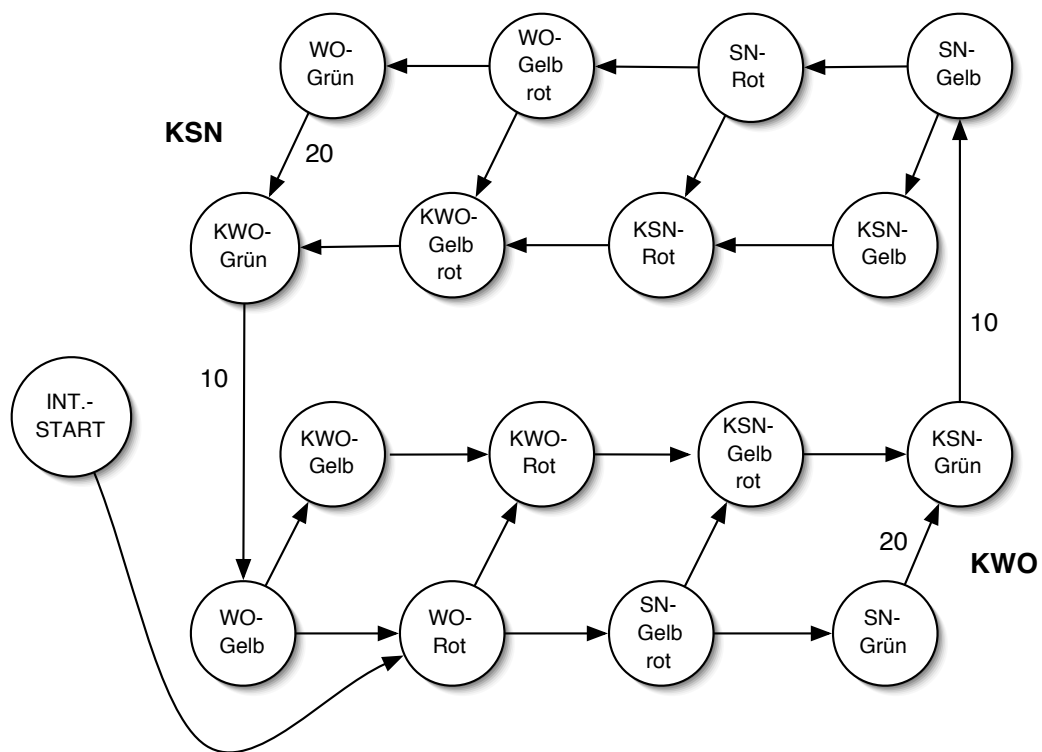 WO-
Grün
WO-
Gelb
rot
SN-
Rot
SN-
Gelb
KSN
20
KWO-
Grün
KWO-
Gelb
rot
KSN-
Rot
KSN-
Gelb
10
10
INT.-
START
KWO-
Gelb
KWO-
Rot
KSN-
Gelb
rot
KSN-
Grün
20
KWO
WO-
Gelb
WO-
Rot
SN-
Gelb
rot
SN-
Grün